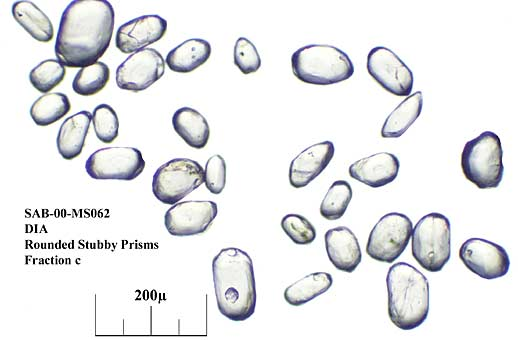 SAB-00-MS062
DIA
Rounded Stubby Prisms
Fraction c
200μ